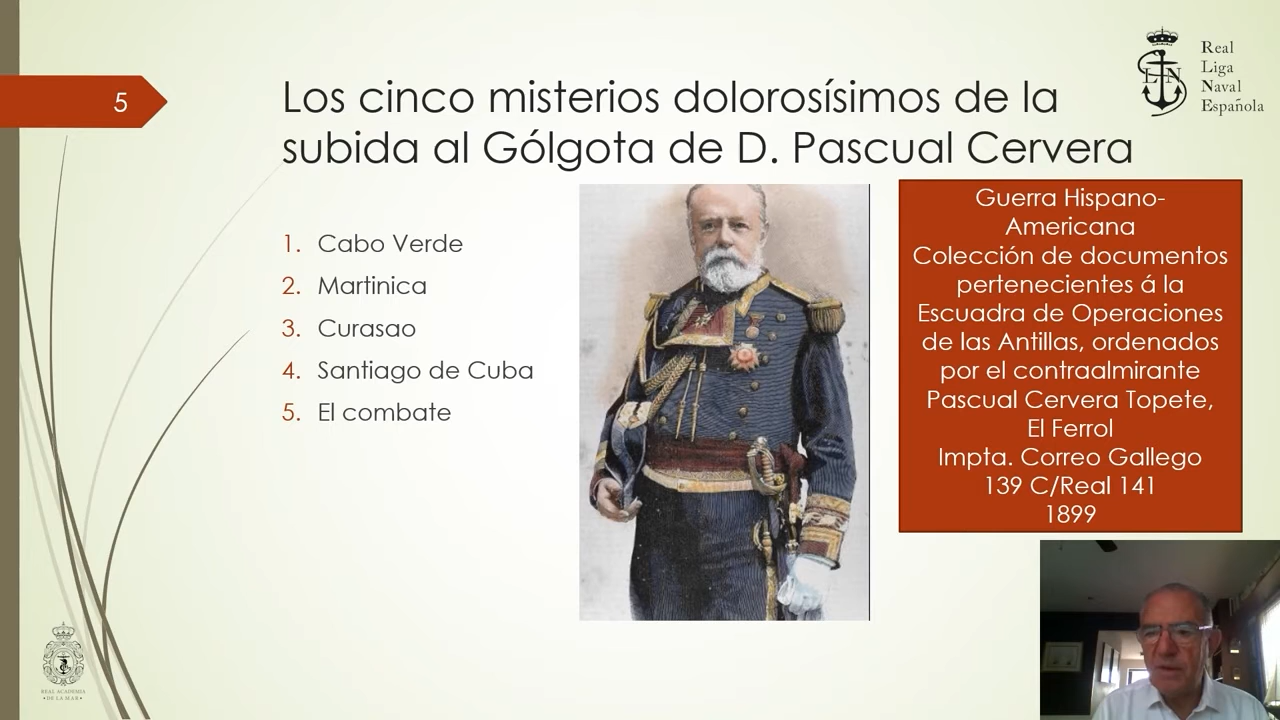 5
Los cinco misterios dolorosísimos de la
subida al Gólgota de D. Pascual Cervera
L N
Real
Liga
Naval
Española
1. Cabo Verde
2. Martinica
3. Curasao
4. Santiago de Cuba
5. El combate
Guerra Hispano-
Americana
Colección de documentos
pertenecientes á la
Escuadra de Operaciones
de las Antillas, ordenados
por el contraalmirante
Pascual Cervera Topete,
El Ferrol
Impta. Correo Gallego
139 C/Real 141
1899
REAL ACADEMIA
•DE LA MAR•